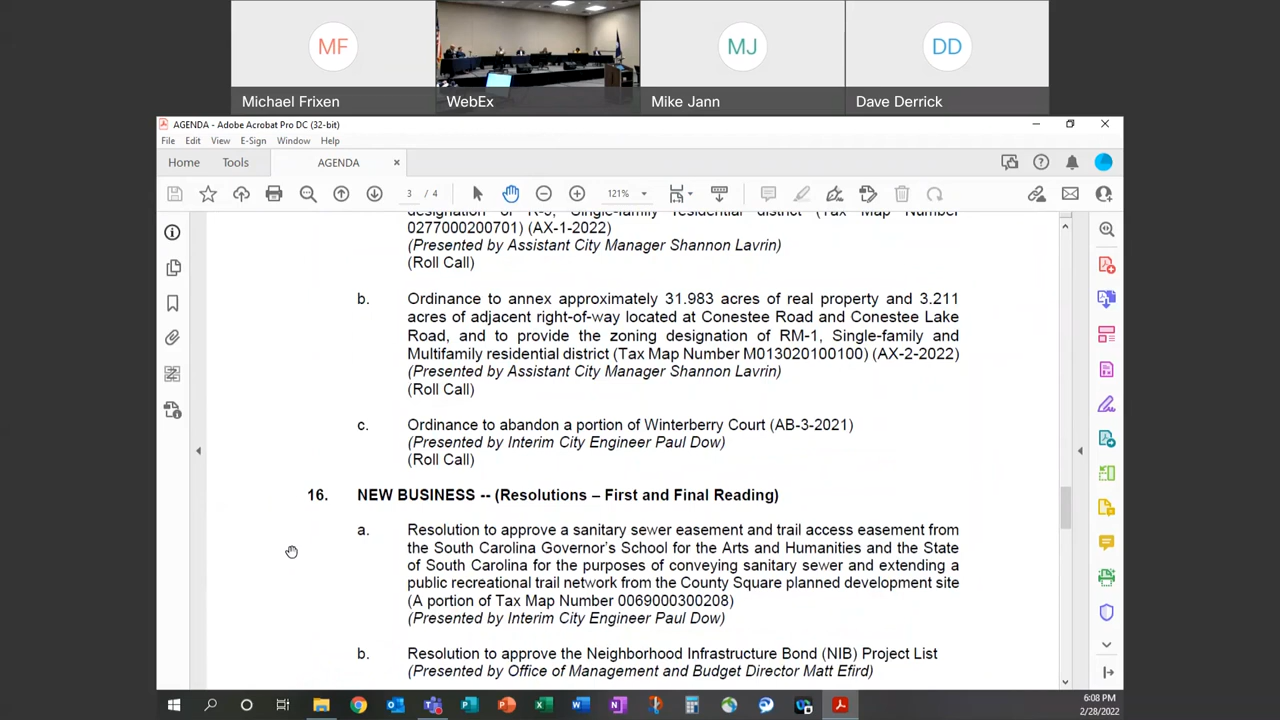 MF
MJ
DD
Michael Frixen
WebEx
Mike Jann
Dave Derrick
AGENDA - Adobe Acrobat Pro DC (32-bit)
File Edit View E-Sign Window Help
Home Tools AGENDA
3 / 4 121%
designation of R-9, Single-family residential district (Tax Map Number
0277000200701) (AX-1-2022)
(Presented by Assistant City Manager Shannon Lavrin)
(Roll Call)
b. Ordinance to annex approximately 31.983 acres of real property and 3.211
acres of adjacent right-of-way located at Conestee Road and Conestee Lake
Road, and to provide the zoning designation of RM-1, Single-family and
Multifamily residential district (Tax Map Number M013020100100) (AX-2-2022)
(Presented by Assistant City Manager Shannon Lavrin)
(Roll Call)
c. Ordinance to abandon a portion of Winterberry Court (AB-3-2021)
(Presented by Interim City Engineer Paul Dow)
(Roll Call)
16. NEW BUSINESS -- (Resolutions – First and Final Reading)
a. Resolution to approve a sanitary sewer easement and trail access easement from
the South Carolina Governor's School for the Arts and Humanities and the State
of South Carolina for the purposes of conveying sanitary sewer and extending a
public recreational trail network from the County Square planned development site
(A portion of Tax Map Number 0069000300208)
(Presented by Interim City Engineer Paul Dow)
b. Resolution to approve the Neighborhood Infrastructure Bond (NIB) Project List
(Presented by Office of Management and Budget Director Matt Efird)
6:08 PM
2/28/2022